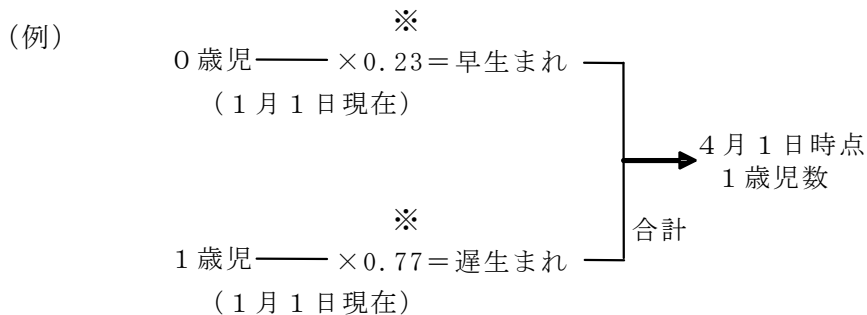 (例)
※
０歳児 ×0.23＝早生まれ
（１月１日現在）
４月１日時点
１歳児数
※
合計
１歳児 ×0.77＝遅生まれ
（１月１日現在）